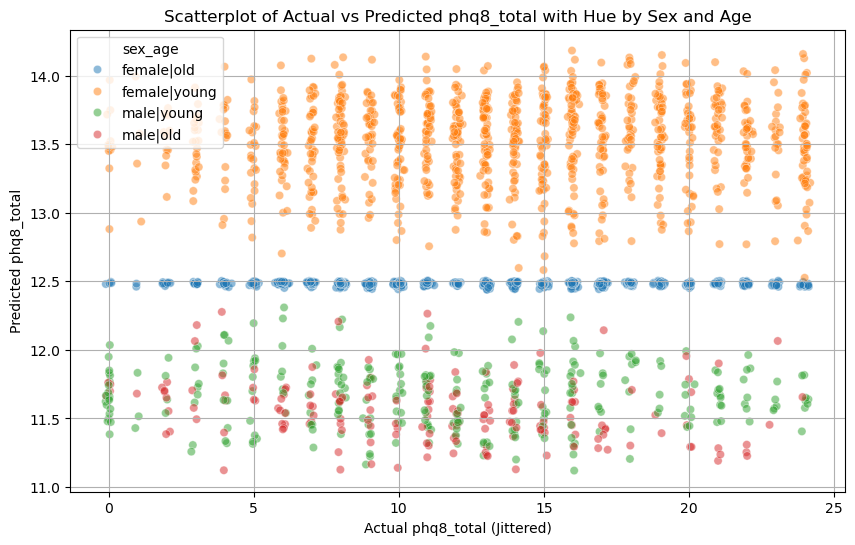 Scatterplot of Actual vs Predicted phq8_total with Hue by Sex and Age
sex_age
female|old
female|young
male|young
male|old
14.0
13.5
13.0
12.5
12.0
11.5
11.0
Predicted phq8_total
0 5 10 15 20 25
Actual phq8_total (Jittered)